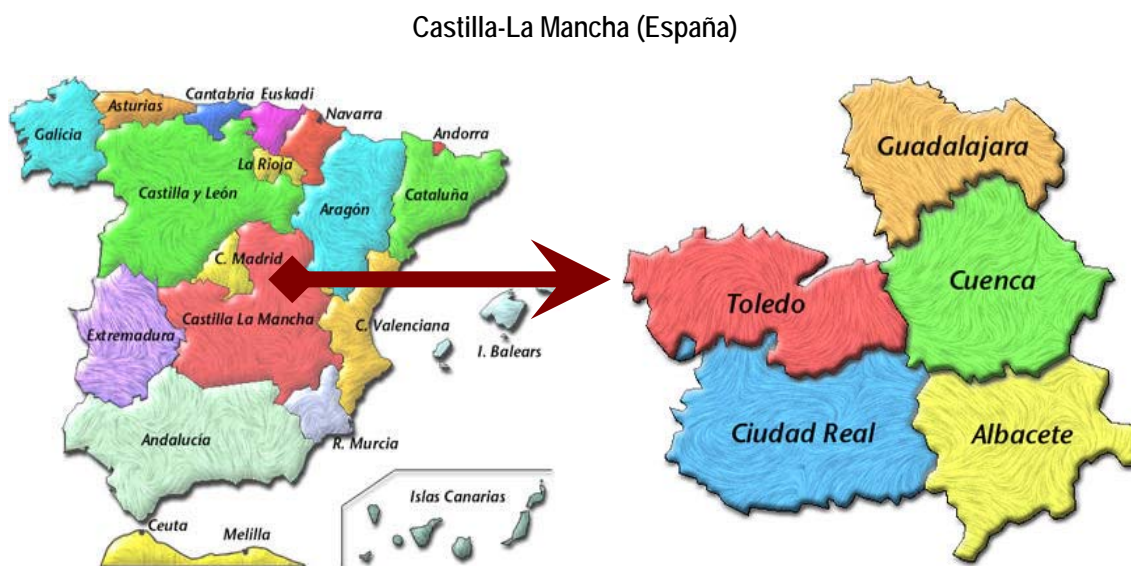 Castilla-La Mancha (España)
Cantabria
Euskadi
Asturias
Navarra
Galicia
Andorra
La Rioja
Castilla y León
Cataluña
Aragón
C. Madrid
Castilla La Mancha
C. Valenciana
Extremadura
I. Balears
Andalucía
R. Murcia
Islas Canarias
Ceuta
Melilla
Guadalajara
Cuenca
Toledo
Ciudad Real
Albacete